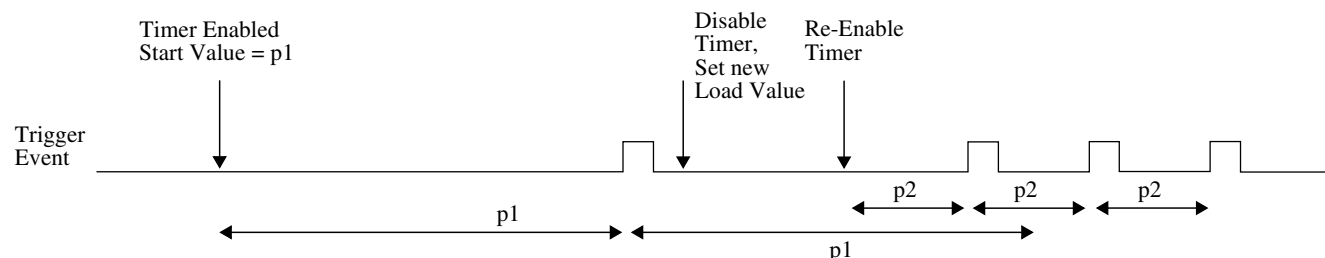 Timer Enabled
Start Value = p1
Disable
Timer,
Set new
Load Value
Re-Enable
Timer
Trigger
Event
p2
p2
p2
p1
p1